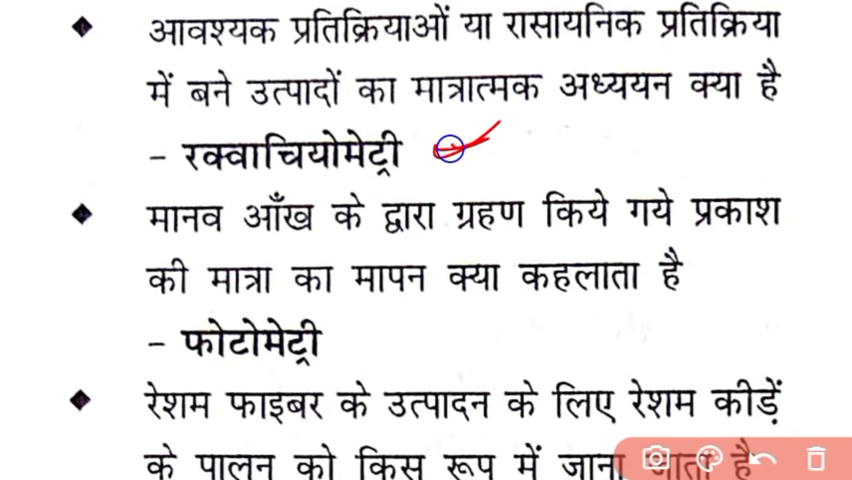 ◆ आवश्यक प्रतिक्रियाओं या रासायनिक प्रतिक्रिया
में बने उत्पादों का मात्रात्मक अध्ययन क्या है
– रक्वाचियोमेट्री
◆ मानव आँख के द्वारा ग्रहण किये गये प्रकाश
की मात्रा का मापन क्या कहलाता है
– फोटोमेट्री
◆ रेशम फाइबर के उत्पादन के लिए रेशम कीड़ें
के पालन को किस रूप में जाना जाता है